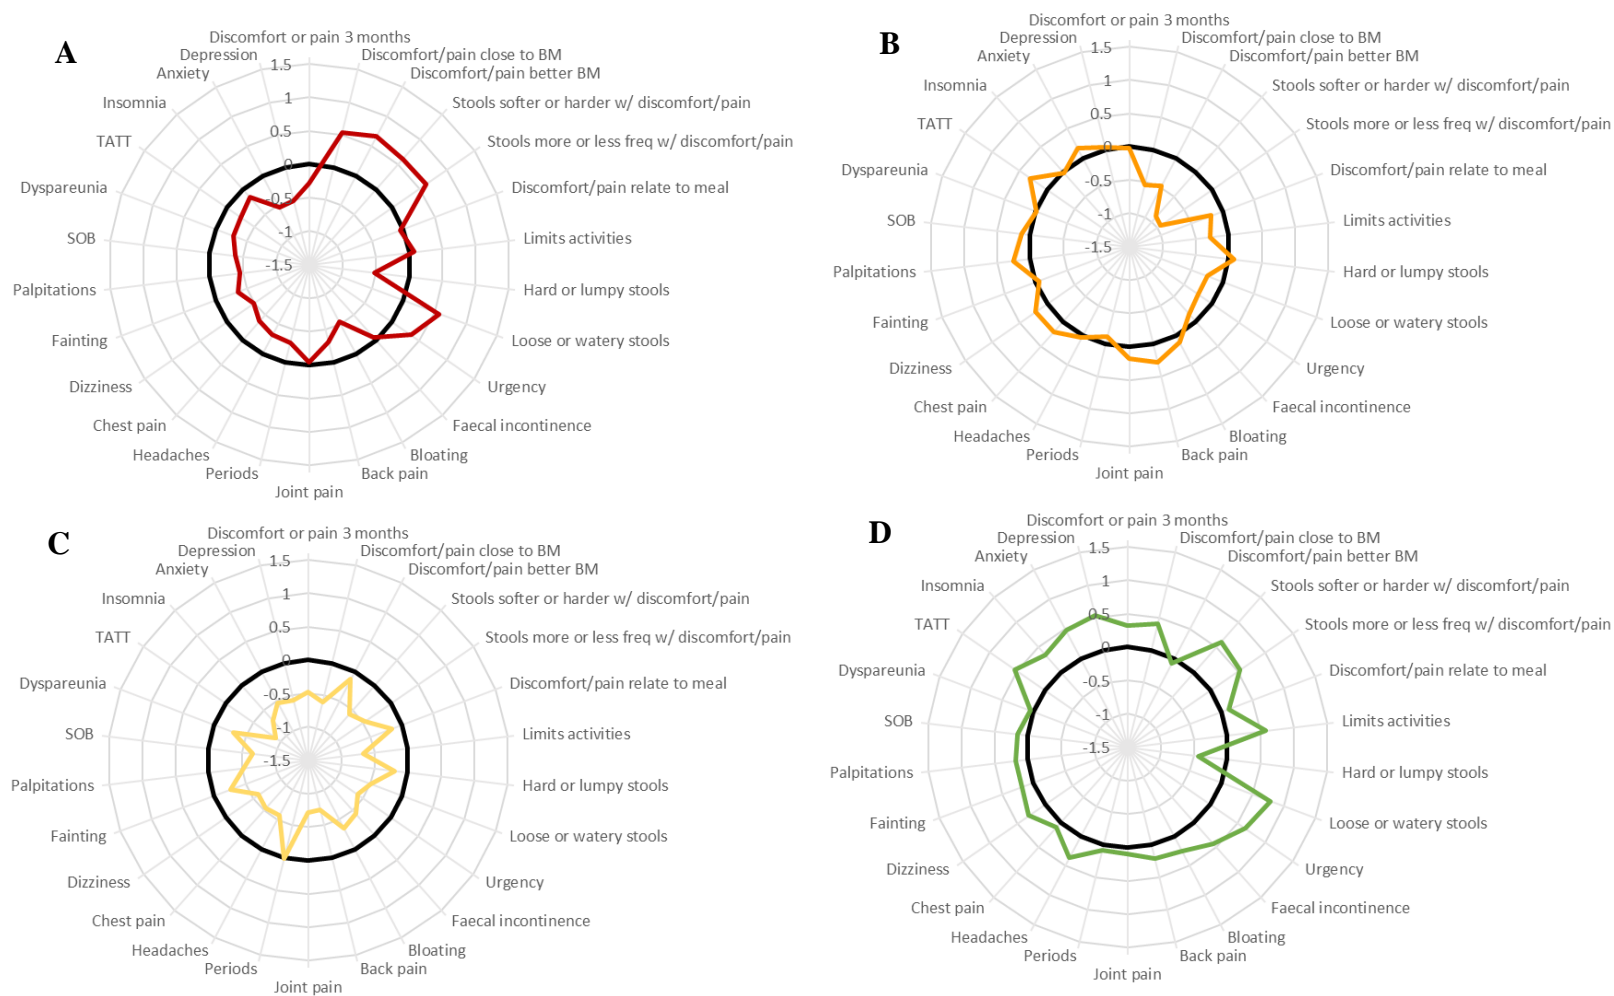 A
Discomfort or pain 3 months
Depression
Discomfort/pain close to BM
Anxiety
1.5
Discomfort/pain better BM
Insomnia
1
Stools softer or harder w/ discomfort/pain
TATT
0.5
Stools more or less freq w/ discomfort/pain
0
Dyspareunia
-0.5
Discomfort/pain relate to meal
SOB
-1
Limits activities
-1.5
Palpitations
Hard or lumpy stools
Fainting
Loose or watery stools
Dizziness
Urgency
Chest pain
Faecal incontinence
Headaches
Bloating
Periods
Back pain
Joint pain
B
Discomfort or pain 3 months
Depression
Discomfort/pain close to BM
Anxiety
1.5
Discomfort/pain better BM
Insomnia
1
Stools softer or harder w/ discomfort/pain
TATT
0.5
Stools more or less freq w/ discomfort/pain
0
Dyspareunia
-0.5
Discomfort/pain relate to meal
SOB
-1
Limits activities
-1.5
Palpitations
Hard or lumpy stools
Fainting
Loose or watery stools
Dizziness
Urgency
Chest pain
Faecal incontinence
Headaches
Bloating
Periods
Back pain
Joint pain
C
Discomfort or pain 3 months
Depression
Discomfort/pain close to BM
Anxiety
1.5
Discomfort/pain better BM
Insomnia
1
Stools softer or harder w/ discomfort/pain
TATT
0.5
Stools more or less freq w/ discomfort/pain
0
Dyspareunia
-0.5
Discomfort/pain relate to meal
SOB
-1
Limits activities
-1.5
Palpitations
Hard or lumpy stools
Fainting
Loose or watery stools
Dizziness
Urgency
Chest pain
Faecal incontinence
Headaches
Bloating
Periods
Back pain
Joint pain
D
Discomfort or pain 3 months
Depression
Discomfort/pain close to BM
Anxiety
1.5
Discomfort/pain better BM
Insomnia
1
Stools softer or harder w/ discomfort/pain
TATT
0.5
Stools more or less freq w/ discomfort/pain
0
Dyspareunia
-0.5
Discomfort/pain relate to meal
SOB
-1
Limits activities
-1.5
Palpitations
Hard or lumpy stools
Fainting
Loose or watery stools
Dizziness
Urgency
Chest pain
Faecal incontinence
Headaches
Bloating
Periods
Back pain
Joint pain